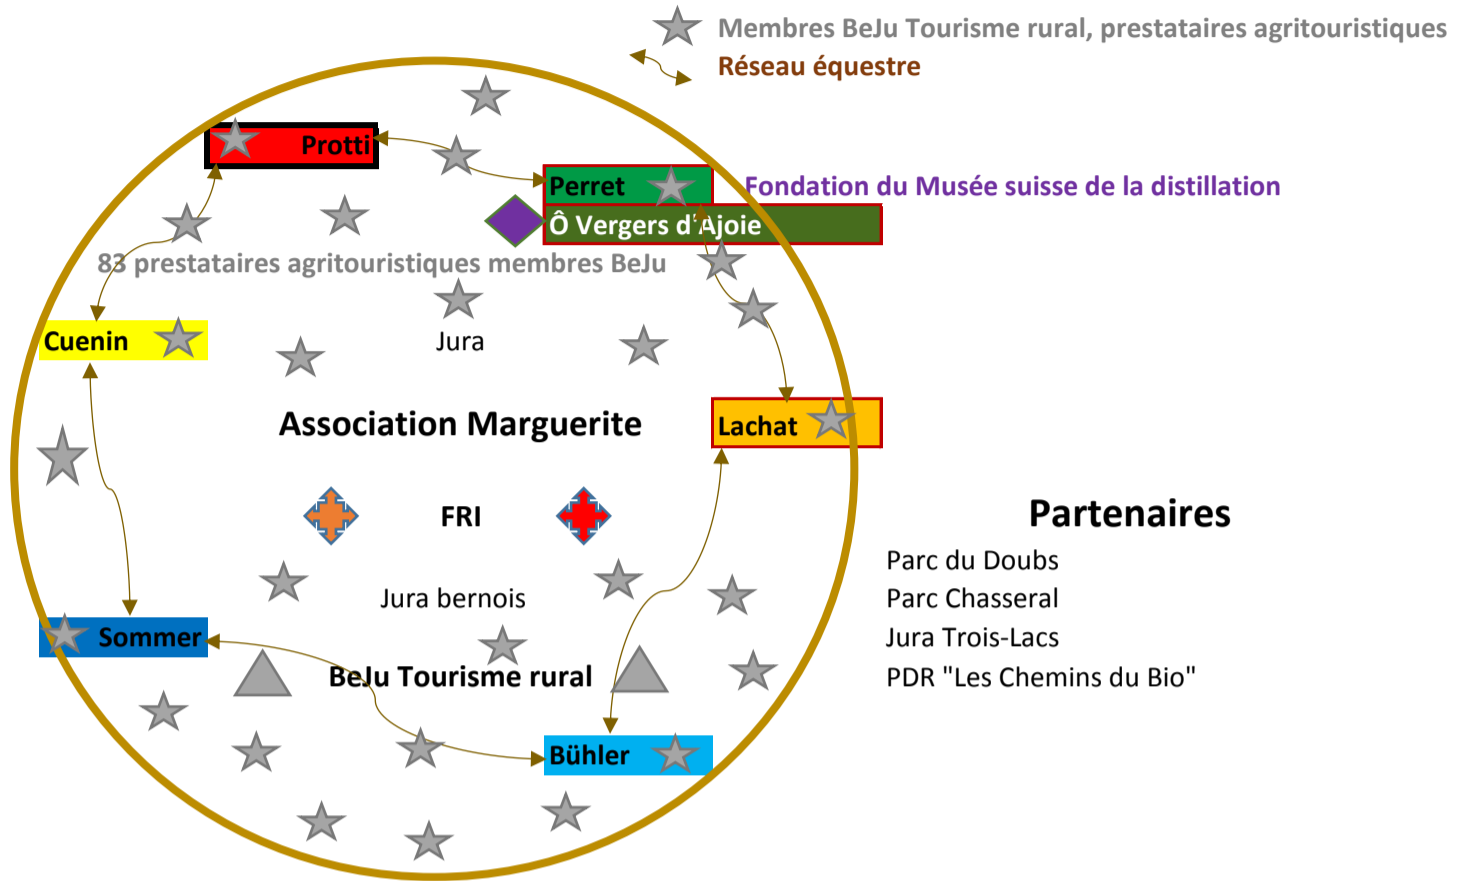 Membres BeJu Tourisme rural, prestataires agritouristiques
Réseau équestre
Protti
Perret
Fondation du Musée suisse de la distillation
Ô Vergers d'Ajoie
83 prestataires agritouristiques membres BeJu
Cuenin
Jura
Association Marguerite
Lachat
FRI
Partenaires
Parc du Doubs
Jura bernois
Parc Chasseral
Sommer
Jura Trois-Lacs
BeJu Tourisme rural
PDR "Les Chemins du Bio"
Bühler